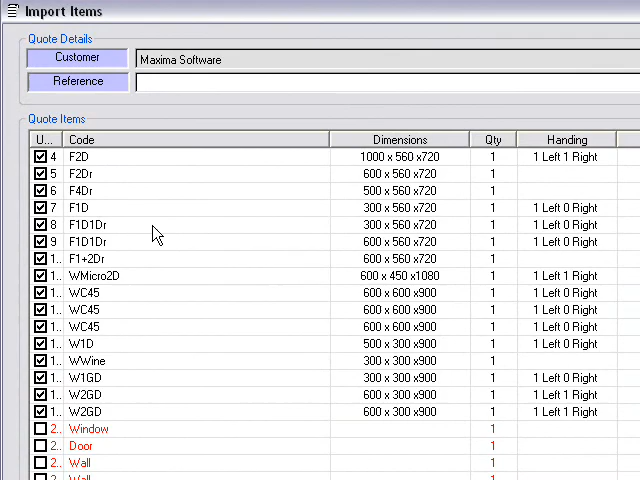 Import Items
Quote Details
Customer Maxima Software
Reference
Quote Items
U... Code Dimensions Qty Handing
4 F2D 1000 x 560 x720 1 1 Left 1 Right
5 F2Dr 600 x 560 x720 1
6 F4Dr 500 x 560 x720 1
7 F1D 300 x 560 x720 1 1 Left 0 Right
8 F1D1Dr 300 x 560 x720 1 1 Left 0 Right
9 F1D1Dr 600 x 560 x720 1 1 Left 0 Right
1.. F1+2Dr 600 x 560 x720 1
1.. WMicro2D 600 x 450 x1080 1 1 Left 1 Right
1.. WC45 600 x 600 x900 1 1 Left 0 Right
1.. WC45 600 x 600 x900 1 1 Left 0 Right
1.. WC45 600 x 600 x900 1 1 Left 0 Right
1.. W1D 500 x 300 x900 1 1 Left 0 Right
1.. WWine 300 x 300 x900 1
1.. W1GD 300 x 300 x900 1 1 Left 0 Right
1.. W2GD 600 x 300 x900 1 1 Left 1 Right
1.. W2GD 600 x 300 x900 1 1 Left 1 Right
2.. Window 1
2.. Door 1
2.. Wall 1
2.. Wall 1